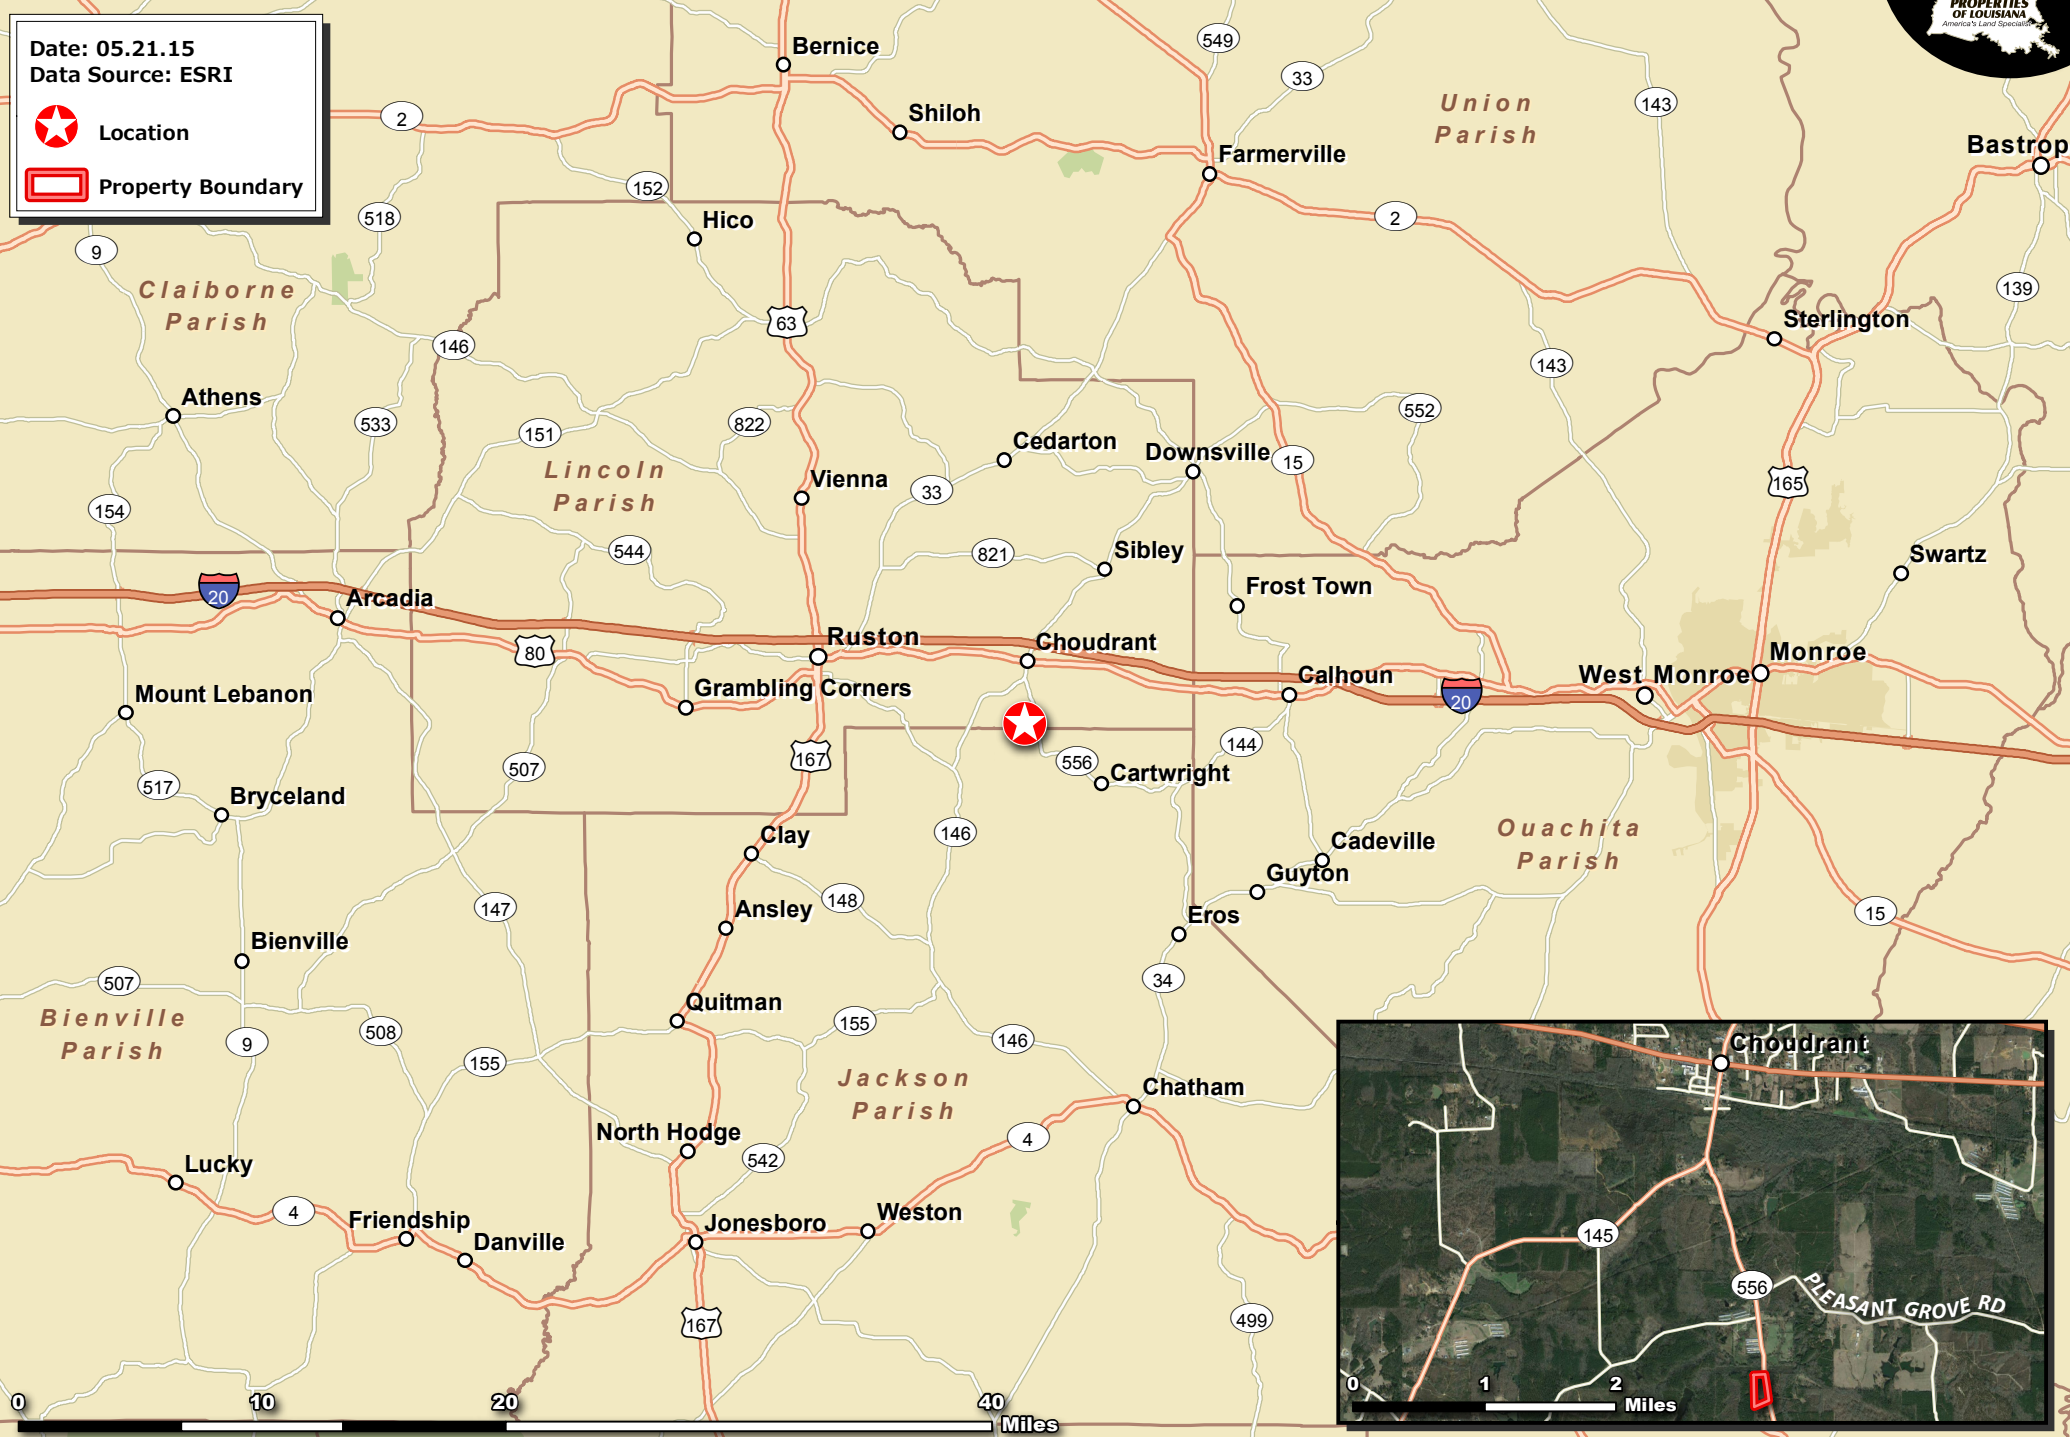 PROPERTIES
OF LOUISIANA
America's Land Specialist
Date: 05.21.15
Data Source: ESRI
Location
Property Boundary
Bernice
549
33
Shiloh
2
Union
Parish
143
Farmerville
Bastrop
152
518
Hico
2
9
Claiborne
Parish
139
63
Sterlington
146
143
Athens
533
151
822
552
Cedarton
Downsville
15
Lincoln
Parish
Vienna
33
165
154
544
821
Sibley
Swartz
20
Arcadia
Frost Town
80
Ruston
Choudrant
Monroe
Mount Lebanon
Grambling Corners
Calhoun
West Monroe
20
167
144
507
556
Cartwright
517
Bryceland
Clay
146
Cadeville
Ouachita
Parish
Guyton
147
148
Ansley
Eros
15
Bienville
507
34
Quitman
Bienville
Parish
9
508
155
146
155
Jackson
Parish
Chatham
North Hodge
4
542
Lucky
4
Friendship
Jonesboro
Weston
Danville
167
499
Choudrant
145
556
PLEASANT GROVE RD
0
1
2
Miles
0
10
20
40
Miles